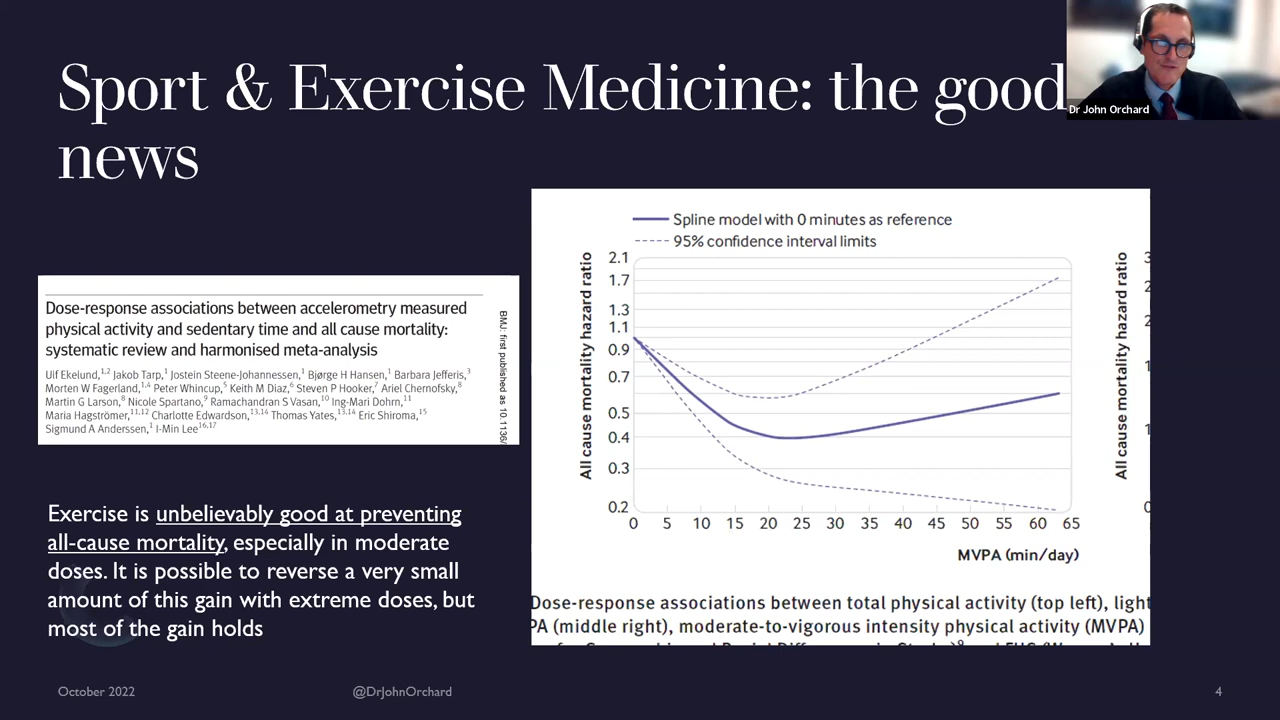 Sport & Exercise Medicine: the good
news
Dr John Orchard
Dose-response associations between accelerometry measured
physical activity and sedentary time and all cause mortality:
systematic review and harmonised meta-analysis
Ulf Ekelund,1,2 Jakob Tarp,1 Jostein Steene-Johannessen,1 Bjørge H Hansen,1 Barbara Jefferis,3
Morten W Fagerland,1,4 Peter Whincup,5 Keith M Diaz,6 Steven P Hooker,7 Ariel Chernofsky,8
Martin G Larson,8 Nicole Spartano,9 Ramachandran S Vasan,10 Ing-Mari Dohrn,11
Maria Hagströmer,11,12 Charlotte Edwardson,13,14 Thomas Yates,13,14 Eric Shiroma,15
Sigmund A Anderssen,1 I-Min Lee16,17
BMJ: first published as 10.1136/
Exercise is unbelievably good at preventing
all-cause mortality, especially in moderate
doses. It is possible to reverse a very small
amount of this gain with extreme doses, but
most of the gain holds
Spline model with 0 minutes as reference
95% confidence interval limits
All cause mortality hazard ratio
2.1
1.7
1.3
1.1
0.9
0.7
0.5
0.4
0.3
0.2
0 5 10 15 20 25 30 35 40 45 50 55 60 65
MVPA (min/day)
All cause mortality hazard ratio
Dose-response associations between total physical activity (top left), light
PA (middle right), moderate-to-vigorous intensity physical activity (MVPA)
October 2022
@DrJohnOrchard
4